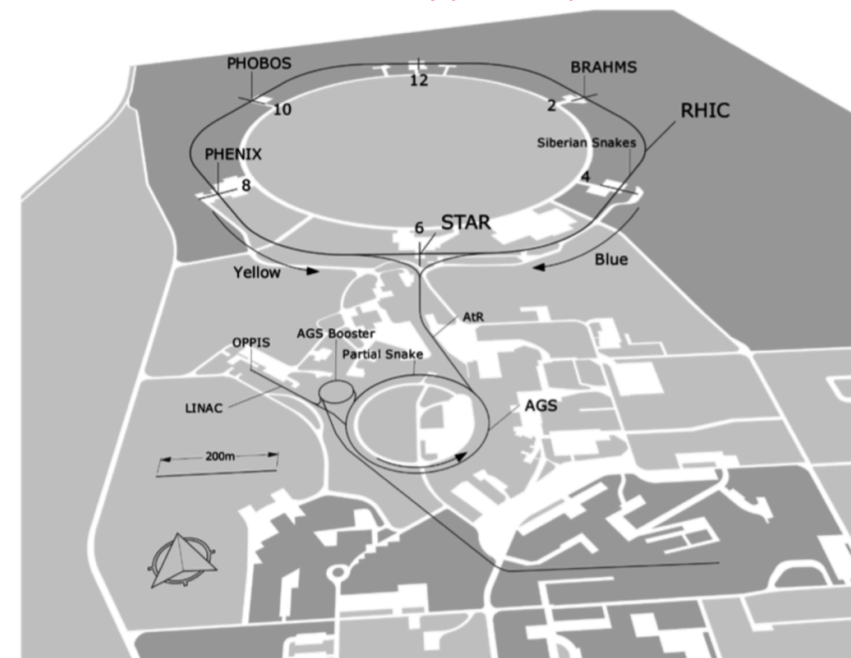 PHOBOS
12
BRAHMS
10
2
RHIC
Siberian Snakes
PHENIX
8
4
6
STAR
Yellow
Blue
AtR
AGS Booster
OPPIS
Partial Snake
LINAC
AGS
200m